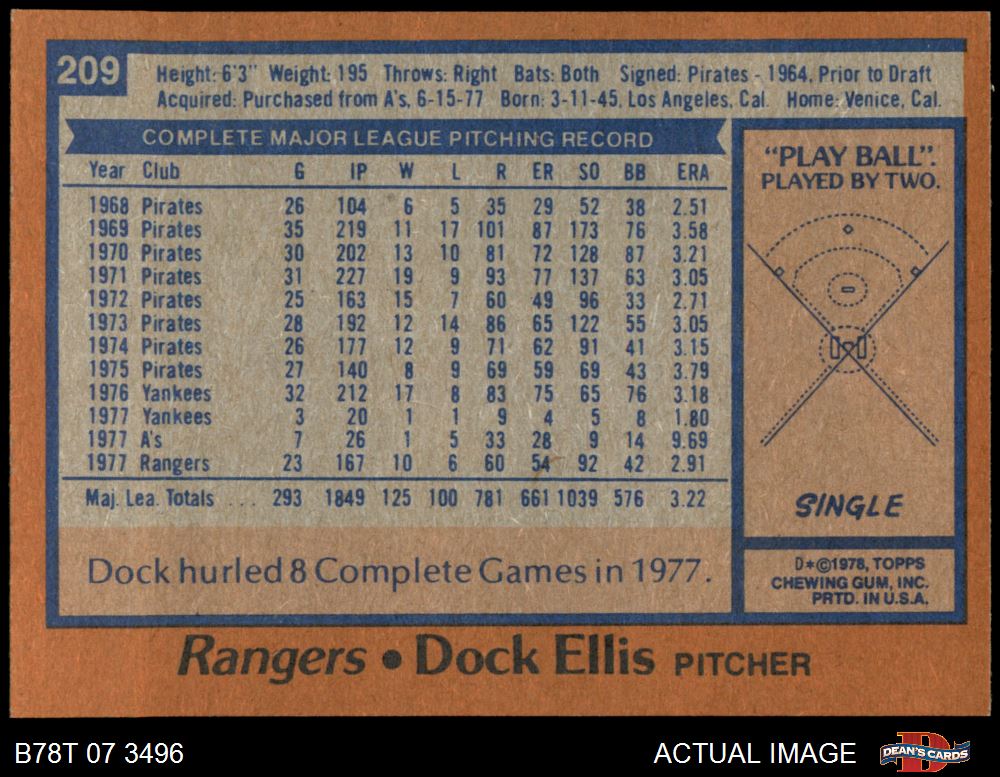 209
Height: 6'3" Weight: 195 Throws: Right Bats: Both Signed: Pirates - 1964, Prior to Draft
Acquired: Purchased from A's, 6-15-77 Born: 3-11-45, Los Angeles, Cal. Home: Venice, Cal.
COMPLETE MAJOR LEAGUE PITCHING RECORD
Year Club G IP W L R ER SO BB ERA
1968 Pirates 26 104 6 5 35 29 52 38 2.51
1969 Pirates 35 219 11 17 101 87 173 76 3.58
1970 Pirates 30 202 13 10 81 72 128 87 3.21
1971 Pirates 31 227 19 9 93 77 137 63 3.05
1972 Pirates 25 163 15 7 60 49 96 33 2.71
1973 Pirates 28 192 12 14 86 65 122 55 3.05
1974 Pirates 26 177 12 9 71 62 91 41 3.15
1975 Pirates 27 140 8 9 69 59 69 43 3.79
1976 Yankees 32 212 17 8 83 75 65 76 3.18
1977 Yankees 3 20 1 1 9 4 5 8 1.80
1977 A's 7 26 1 5 33 28 9 14 9.69
1977 Rangers 23 167 10 6 60 54 92 42 2.91
Maj. Lea. Totals . . . 293 1849 125 100 781 661 1039 576 3.22
Dock hurled 8 Complete Games in 1977.
"PLAY BALL".
PLAYED BY TWO.
SINGLE
D*©1978, TOPPS
CHEWING GUM, INC.
PRTD. IN U.S.A.
Rangers • Dock Ellis PITCHER
B78T 07 3496
ACTUAL IMAGE
D
DEAN'S CARDS